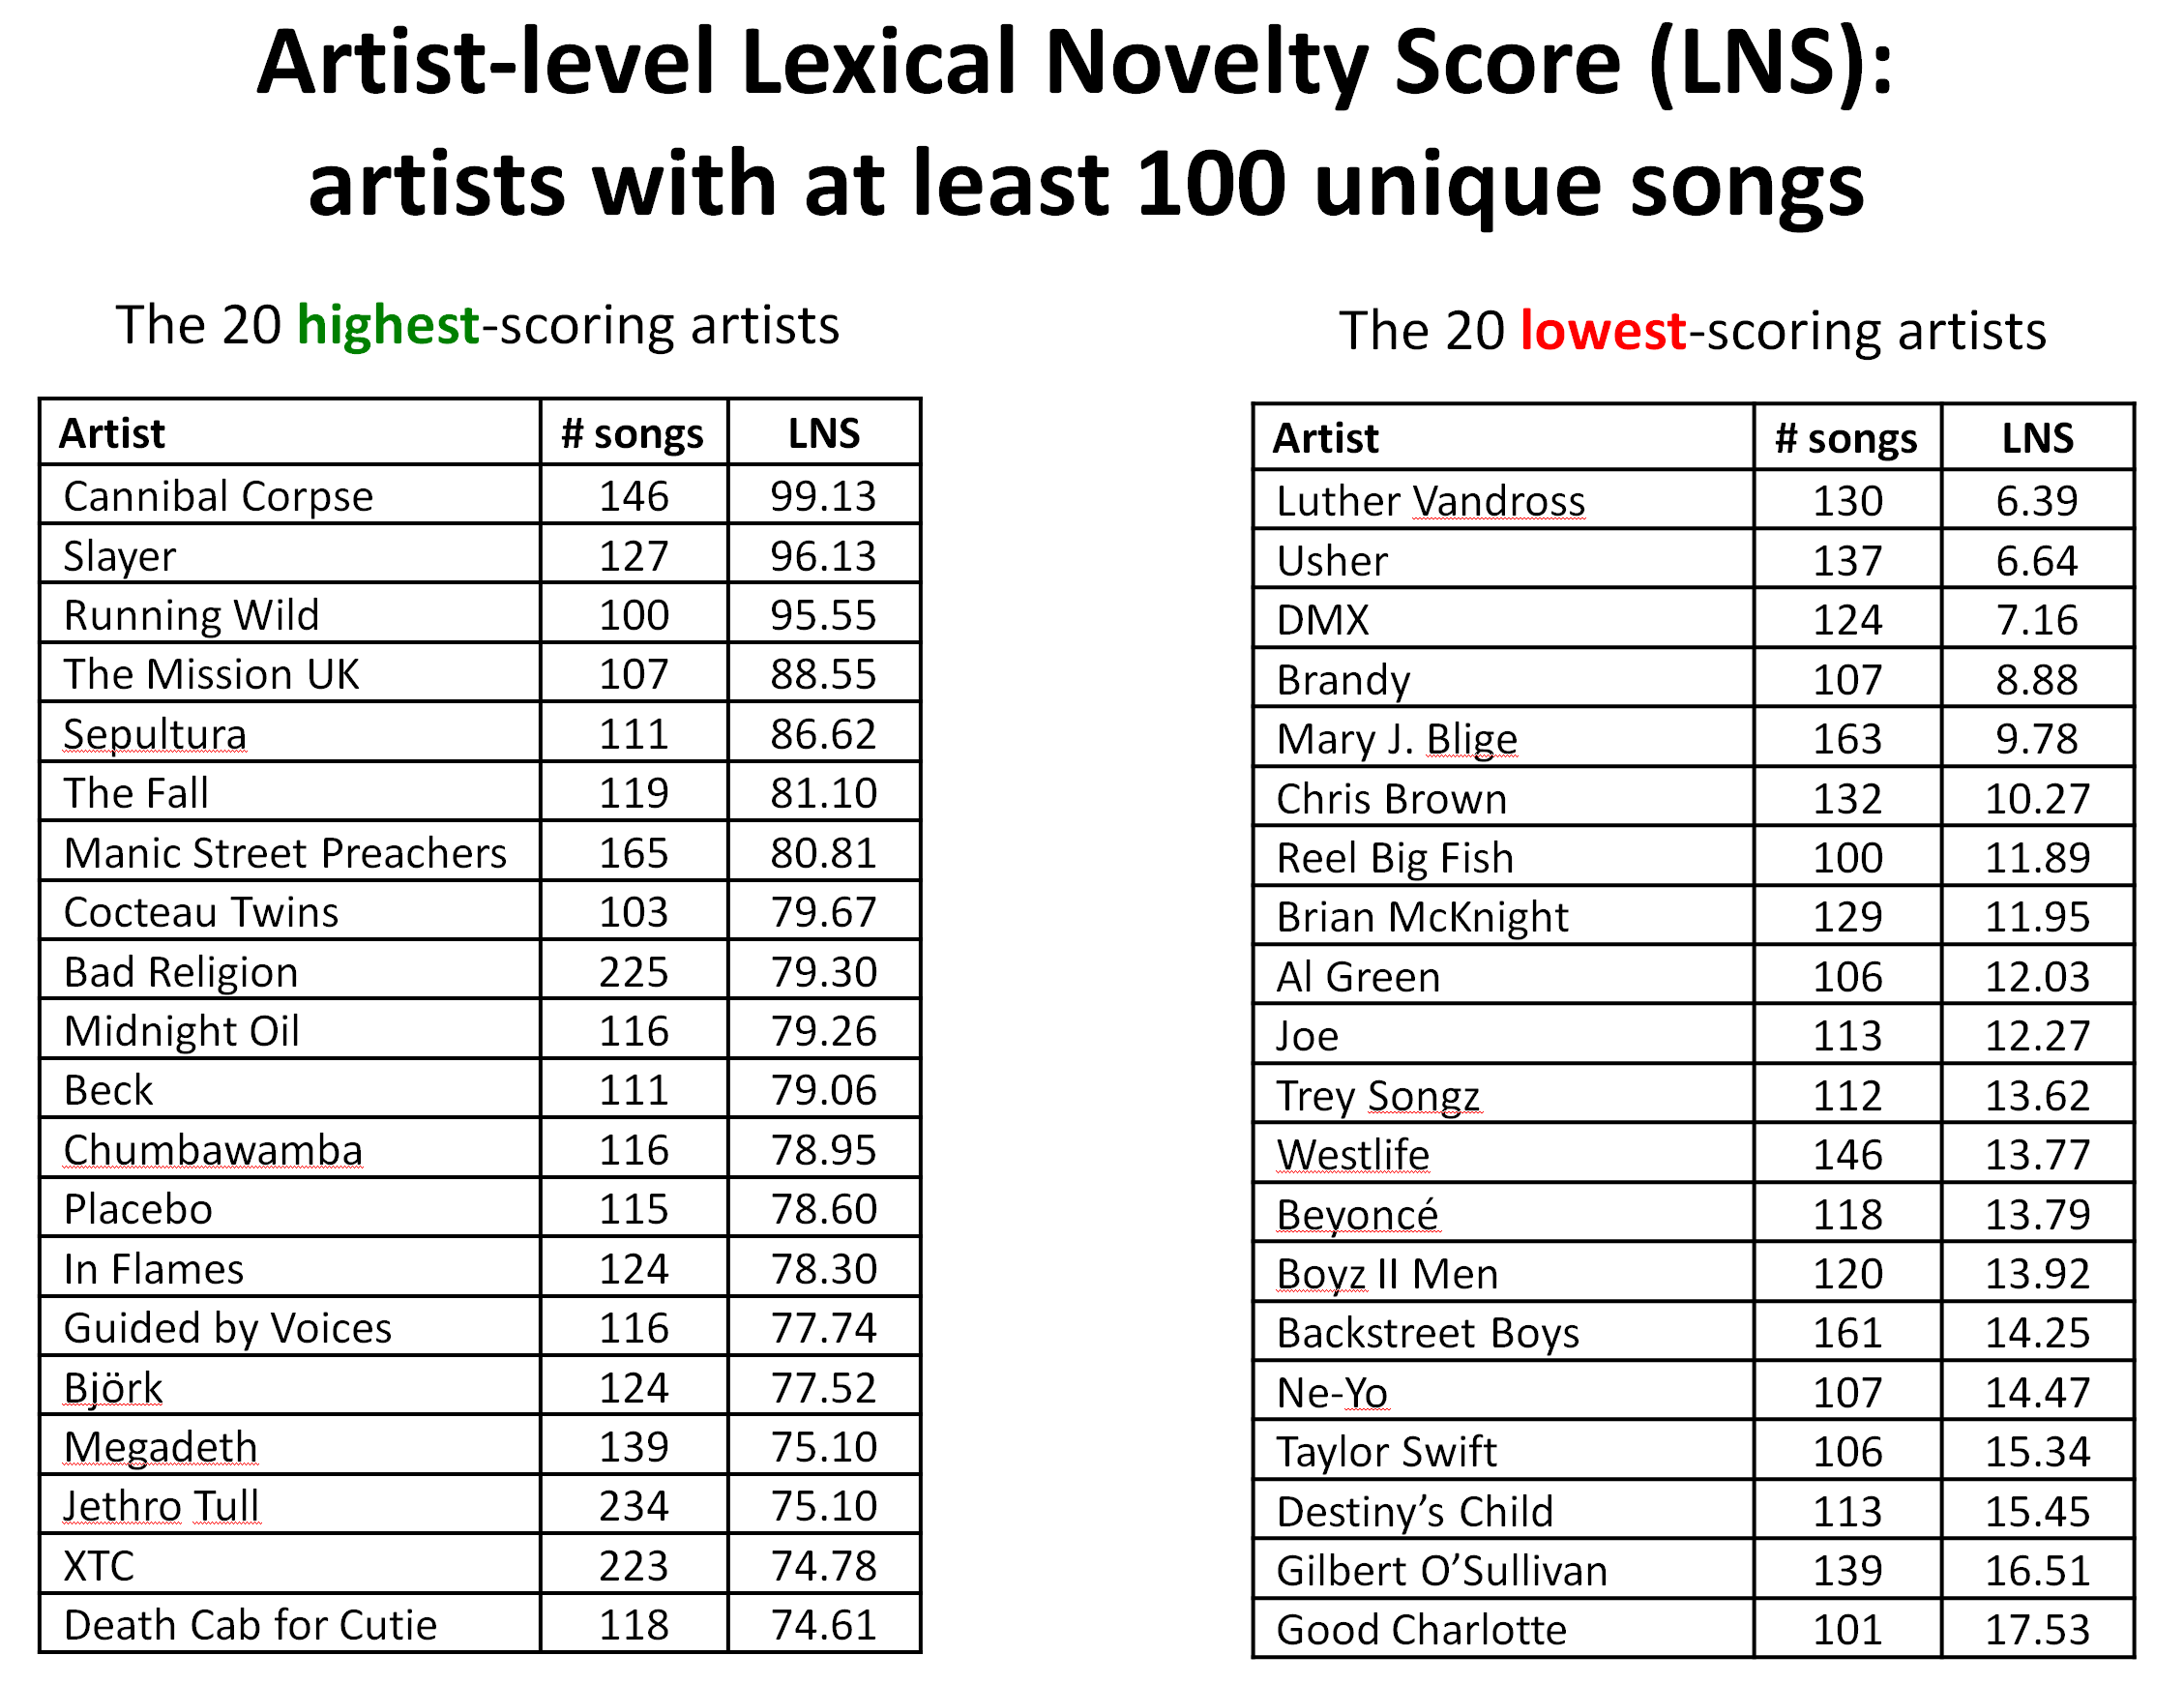 Artist-level Lexical Novelty Score (LNS):
artists with at least 100 unique songs
The 20 highest-scoring artists
Artist # songs LNS
Cannibal Corpse 146 99.13
Slayer 127 96.13
Running Wild 100 95.55
The Mission UK 107 88.55
Sepultura 111 86.62
The Fall 119 81.10
Manic Street Preachers 165 80.81
Cocteau Twins 103 79.67
Bad Religion 225 79.30
Midnight Oil 116 79.26
Beck 111 79.06
Chumbawamba 116 78.95
Placebo 115 78.60
In Flames 124 78.30
Guided by Voices 116 77.74
Björk 124 77.52
Megadeth 139 75.10
Jethro Tull 234 75.10
XTC 223 74.78
Death Cab for Cutie 118 74.61
The 20 lowest-scoring artists
Artist # songs LNS
Luther Vandross 130 6.39
Usher 137 6.64
DMX 124 7.16
Brandy 107 8.88
Mary J. Blige 163 9.78
Chris Brown 132 10.27
Reel Big Fish 100 11.89
Brian McKnight 129 11.95
Al Green 106 12.03
Joe 113 12.27
Trey Songz 112 13.62
Westlife 146 13.77
Beyoncé 118 13.79
Boyz II Men 120 13.92
Backstreet Boys 161 14.25
Ne-Yo 107 14.47
Taylor Swift 106 15.34
Destiny’s Child 113 15.45
Gilbert O’Sullivan 139 16.51
Good Charlotte 101 17.53